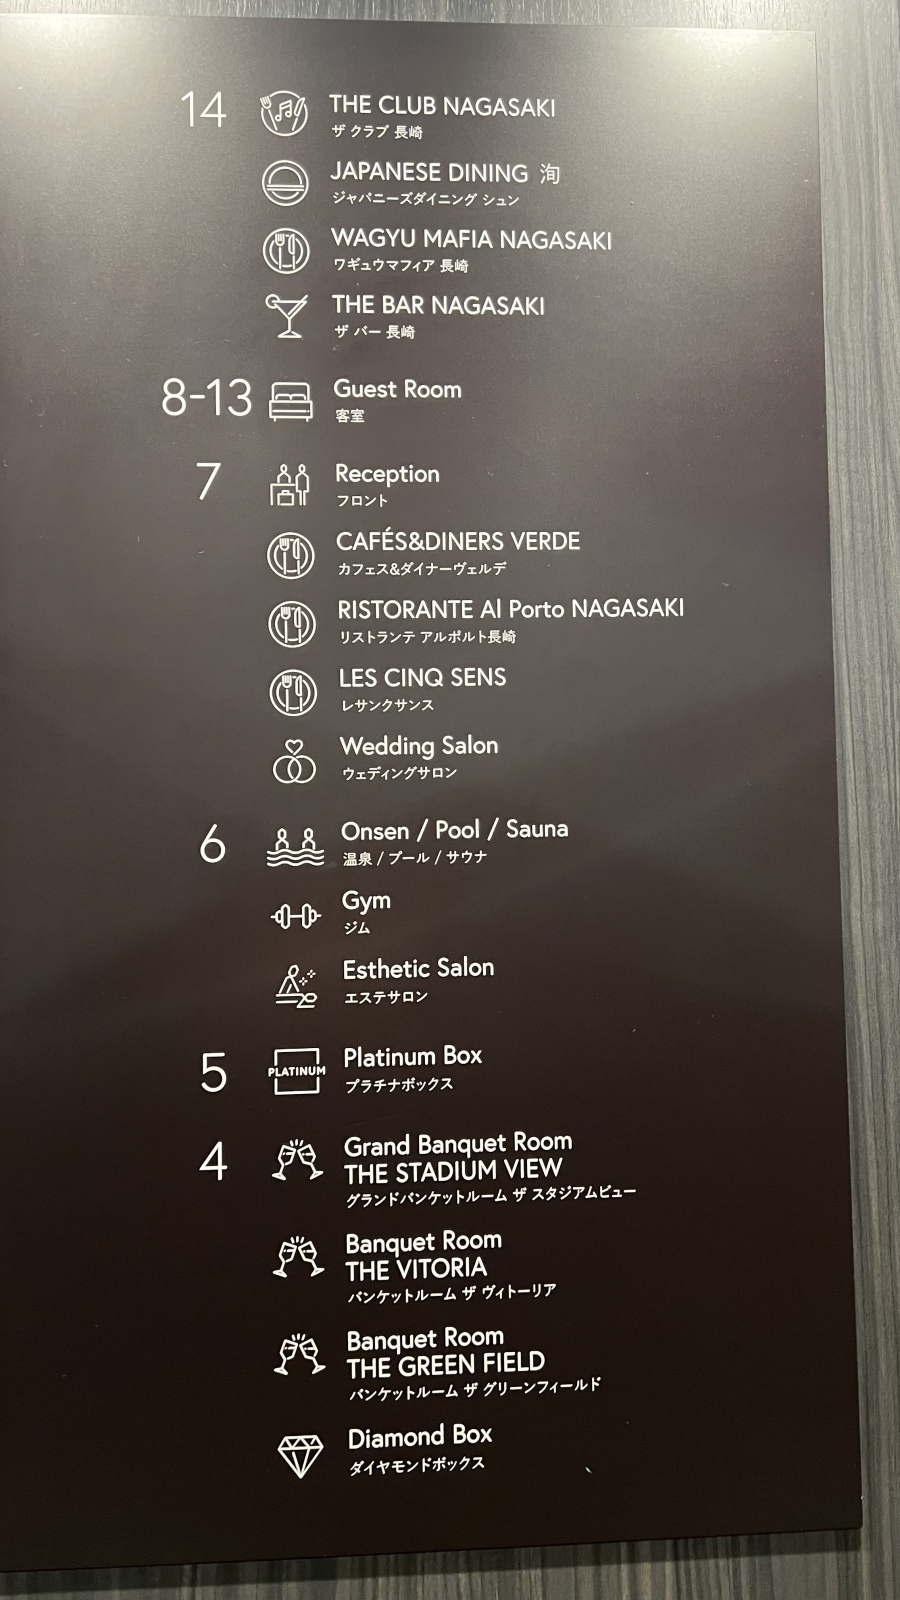 14
THE CLUB NAGASAKI
ザ クラブ 長崎
JAPANESE DINING 洵
ジャパニーズダイニング シュン
WAGYU MAFIA NAGASAKI
ワギュウマフィア 長崎
THE BAR NAGASAKI
ザ バー 長崎
8-13
Guest Room
客室
7
Reception
フロント
CAFÉS&DINERS VERDE
カフェス&ダイナーヴェルデ
RISTORANTE Al Porto NAGASAKI
リストランテ アルポルト長崎
LES CINQ SENS
レサンクサンス
Wedding Salon
ウェディングサロン
6
Onsen / Pool / Sauna
温泉 / プール / サウナ
Gym
ジム
Esthetic Salon
エステサロン
5
PLATINUM
Platinum Box
プラチナボックス
4
Grand Banquet Room
THE STADIUM VIEW
グランドバンケットルーム ザ スタジアムビュー
Banquet Room
THE VITORIA
バンケットルーム ザ ヴィトーリア
Banquet Room
THE GREEN FIELD
バンケットルーム ザ グリーンフィールド
Diamond Box
ダイヤモンドボックス